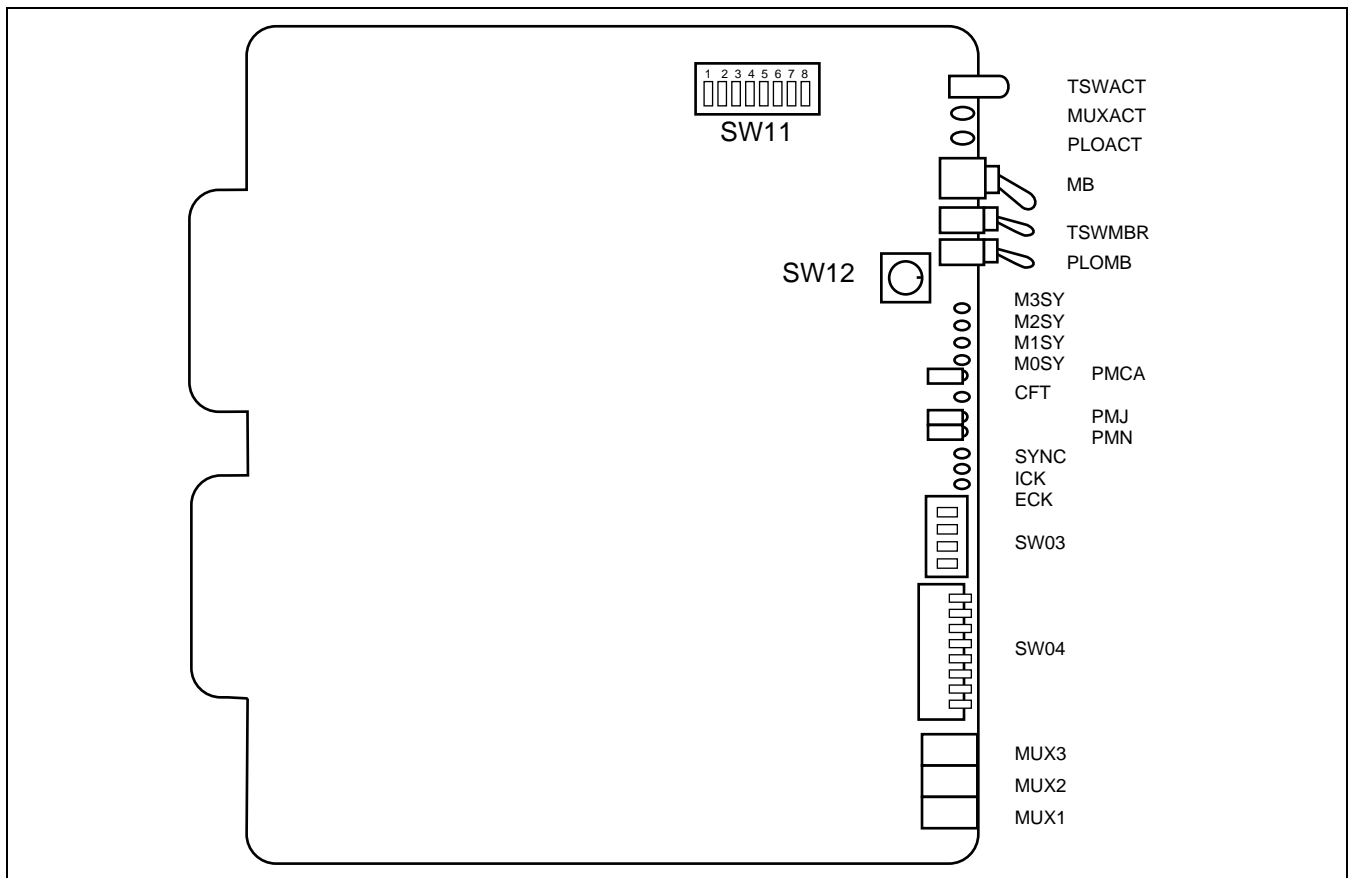 1 2 3 4 5 6 7 8
SW11
TSWACT
MUXACT
PLOACT
MB
TSWMBR
PLOMB
SW12
M3SY
M2SY
M1SY
M0SY
PMCA
CFT
PMJ
PMN
SYNC
ICK
ECK
SW03
SW04
MUX3
MUX2
MUX1